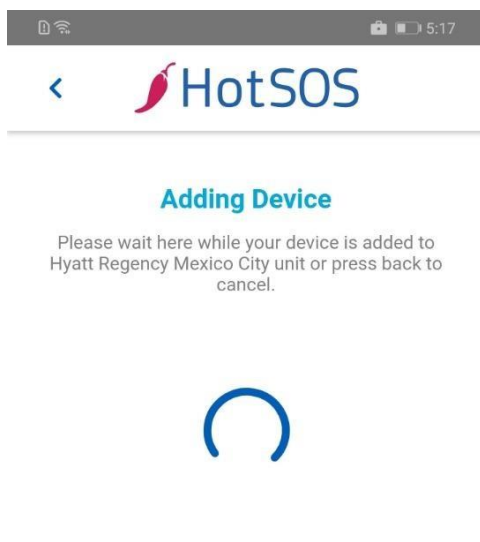 5:17
HotSOS
Adding Device
Please wait here while your device is added to
Hyatt Regency Mexico City unit or press back to
cancel.